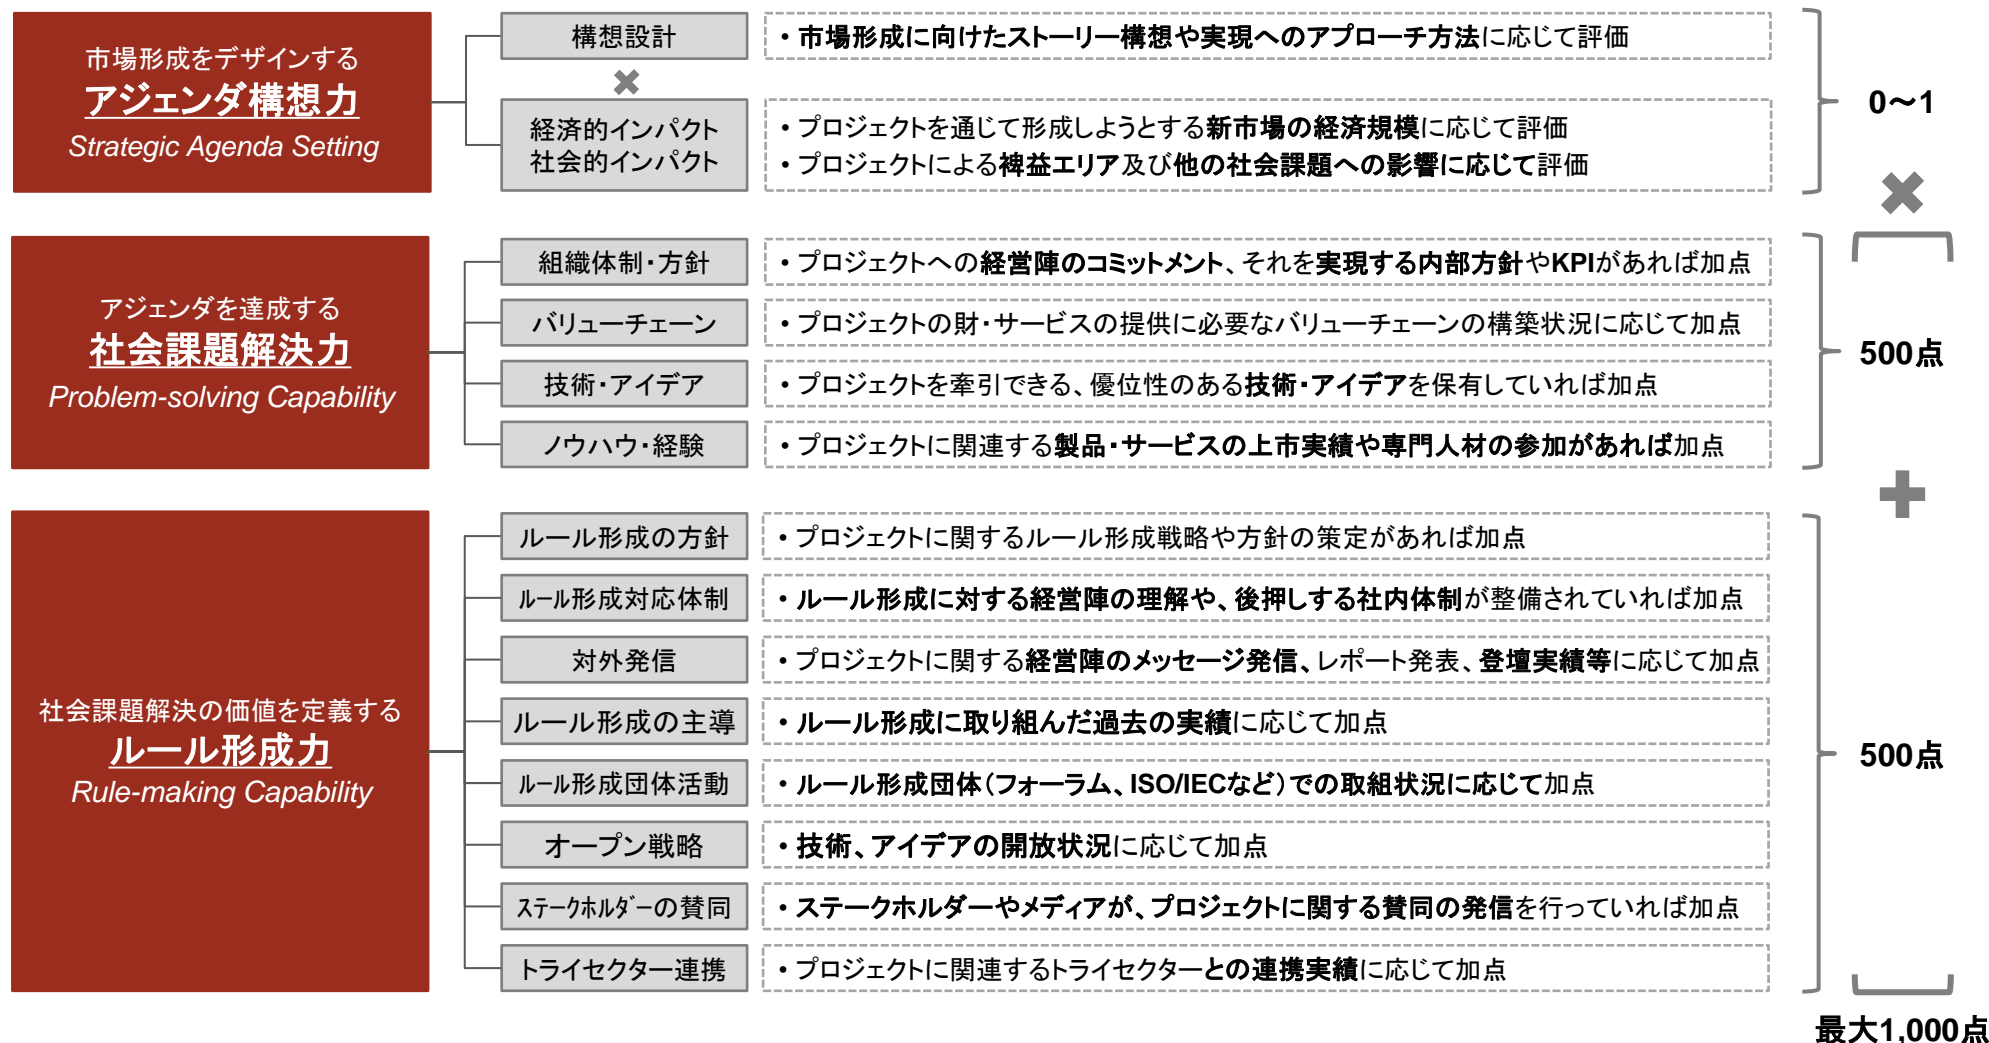 市場形成をデザインする
アジェンダ構想力
Strategic Agenda Setting
構想設計
・市場形成に向けたストーリー構想や実現へのアプローチ方法に応じて評価
×
経済的インパクト
社会的インパクト
・プロジェクトを通じて形成しようとする新市場の経済規模に応じて評価
・プロジェクトによる裨益エリア及び他の社会課題への影響に応じて評価
0～1
×
アジェンダを達成する
社会課題解決力
Problem-solving Capability
組織体制・方針
・プロジェクトへの経営陣のコミットメント、それを実現する内部方針やKPIがあれば加点
バリューチェーン
・プロジェクトの財・サービスの提供に必要なバリューチェーンの構築状況に応じて加点
技術・アイデア
・プロジェクトを牽引できる、優位性のある技術・アイデアを保有していれば加点
ノウハウ・経験
・プロジェクトに関連する製品・サービスの上市実績や専門人材の参加があれば加点
500点
+
社会課題解決の価値を定義する
ルール形成力
Rule-making Capability
ルール形成の方針
・プロジェクトに関するルール形成戦略や方針の策定があれば加点
ルール形成対応体制
・ルール形成に対する経営陣の理解や、後押しする社内体制が整備されていれば加点
対外発信
・プロジェクトに関する経営陣のメッセージ発信、レポート発表、登壇実績等に応じて加点
ルール形成の主導
・ルール形成に取り組んだ過去の実績に応じて加点
ルール形成団体活動
・ルール形成団体（フォーラム、ISO/IECなど）での取組状況に応じて加点
オープン戦略
・技術、アイデアの開放状況に応じて加点
ステークホルダーの賛同
・ステークホルダーやメディアが、プロジェクトに関する賛同の発信を行っていれば加点
トライセクター連携
・プロジェクトに関連するトライセクターとの連携実績に応じて加点
500点
最大1,000点